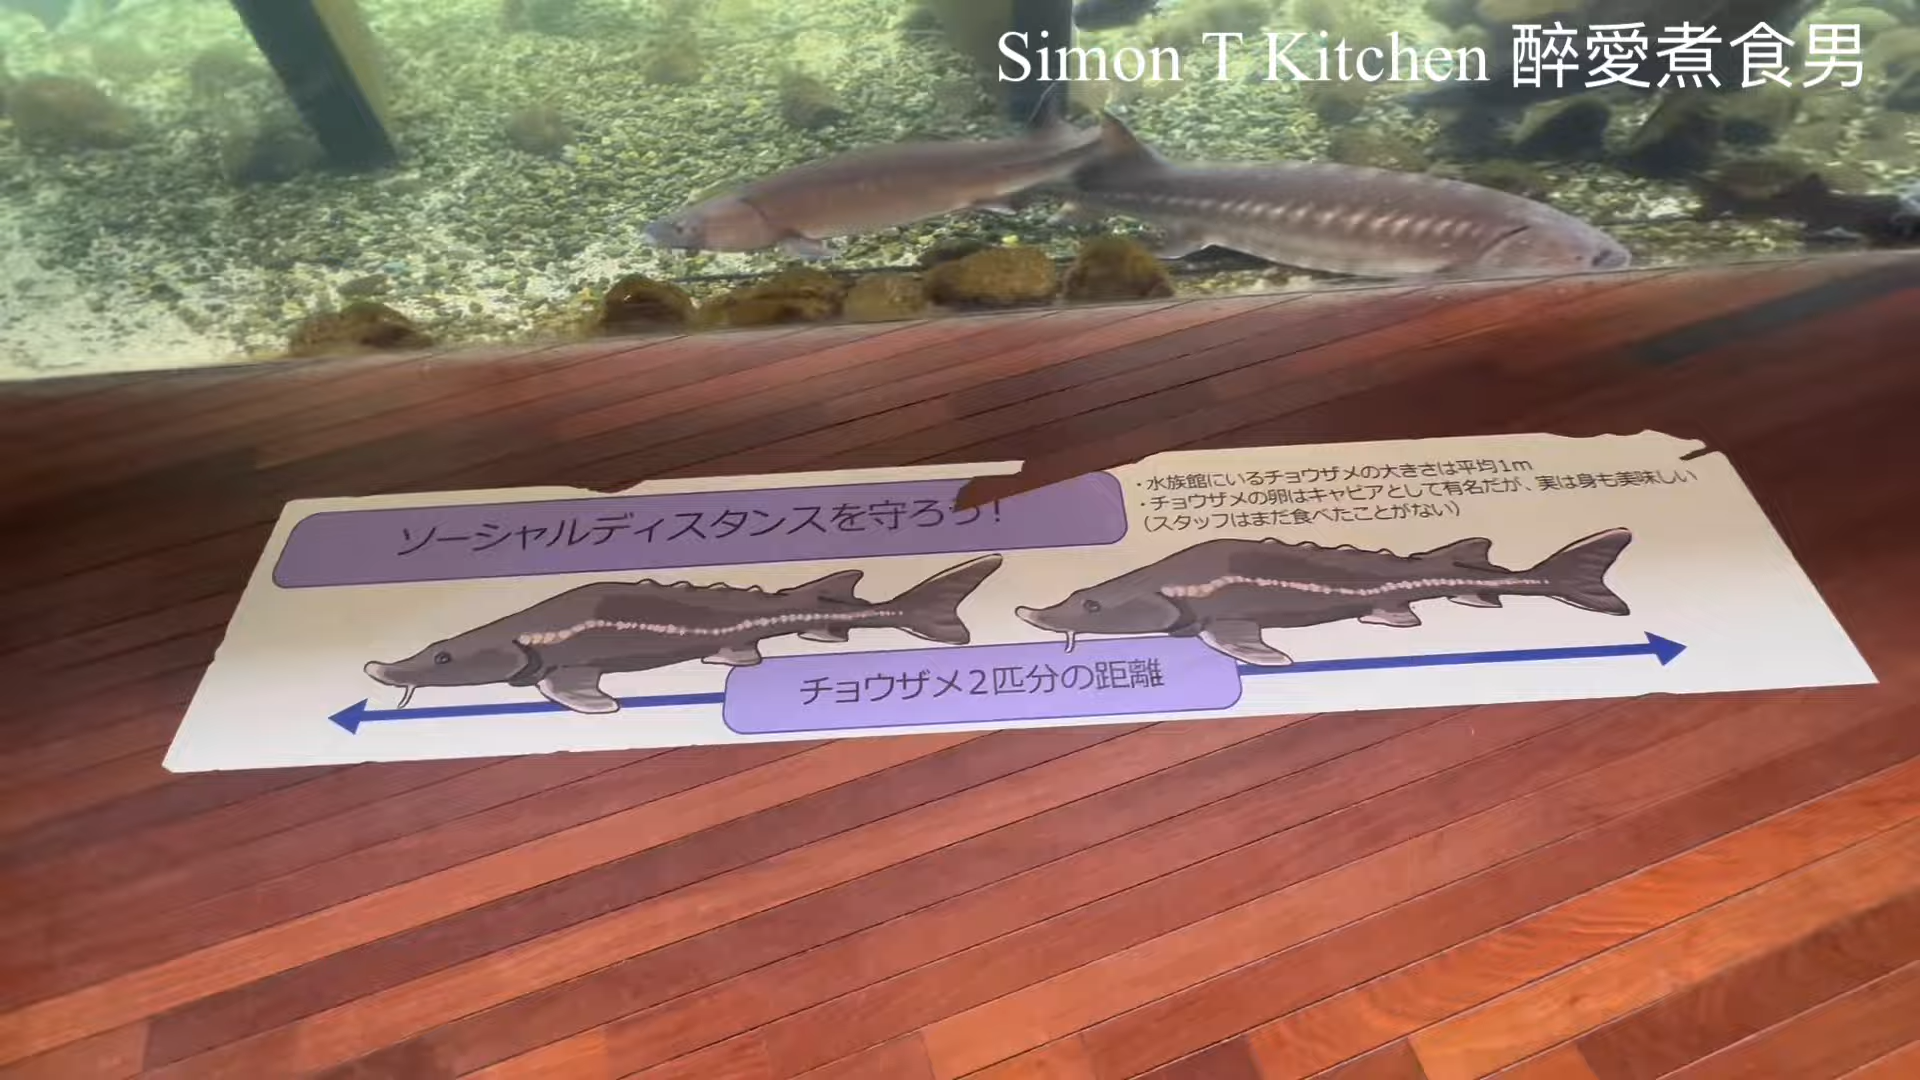 Simon T Kitchen 醉愛煮食男
ソーシャルディスタンスを守ろう!
・水族館にいるチョウザメの大きさは平均1m
・チョウザメの卵はキャビアとして有名だが、実は身も美味しい
(スタッフはまだ食べたことがない)
チョウザメ2匹分の距離